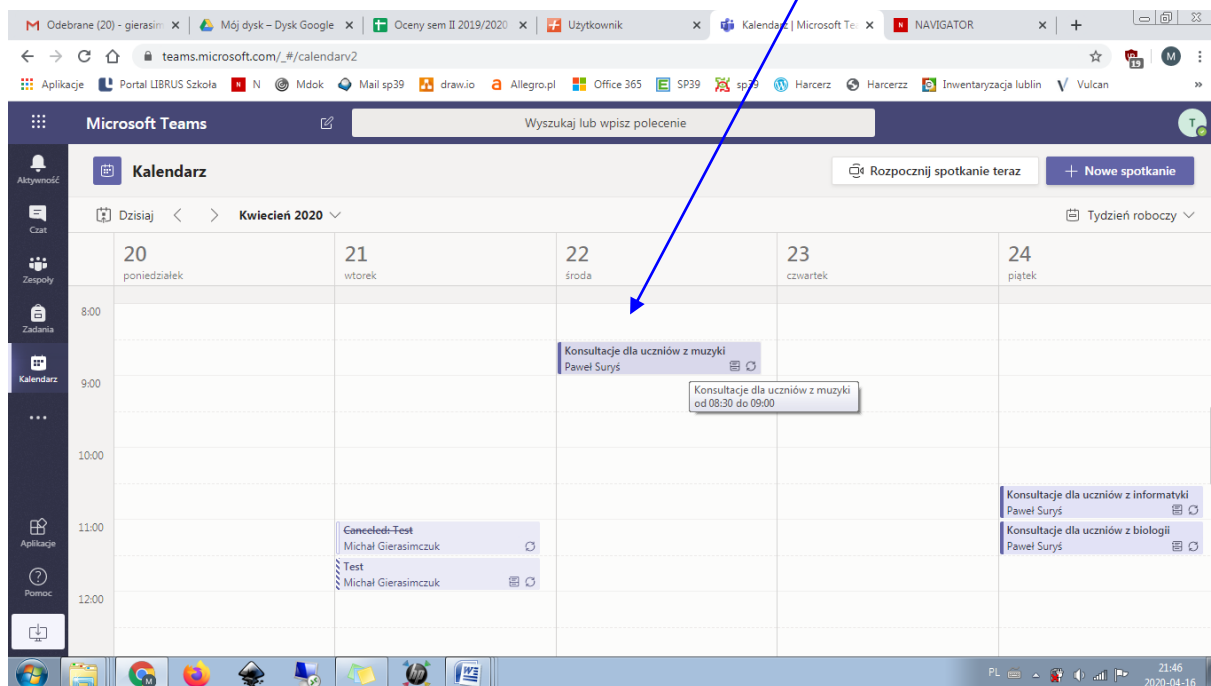 Odebrane (20) - gierasim
Mój dysk – Dysk Google
Oceny sem II 2019/2020
Użytkownik
Kalendarz | Microsoft Te
NAVIGATOR
teams.microsoft.com/_#/calendarv2
19
M
Aplikacje
Portal LIBRUS Szkoła
N
Mdok
Mail sp39
draw.io
Allegro.pl
Office 365
SP39
sp39
Harcerz
Harcerzz
Inwentaryzacja lublin
Vulcan
Microsoft Teams
Wyszukaj lub wpisz polecenie
T
Aktywność
Kalendarz
Rozpocznij spotkanie teraz
+ Nowe spotkanie
Czat
Dzisiaj
Kwiecień 2020
Tydzień roboczy
Zespoły
20
poniedziałek
21
wtorek
22
środa
23
czwartek
24
piątek
Zadania
8:00
Konsultacje dla uczniów z muzyki
Paweł Suryś
Kalendarz
9:00
Konsultacje dla uczniów z muzyki
od 08:30 do 09:00
10:00
Konsultacje dla uczniów z informatyki
Paweł Suryś
11:00
Canceled: Test
Michał Gierasimczuk
Konsultacje dla uczniów z biologii
Paweł Suryś
Aplikacje
Test
Michał Gierasimczuk
Pomoc
12:00
PL
21:46
2020-04-16